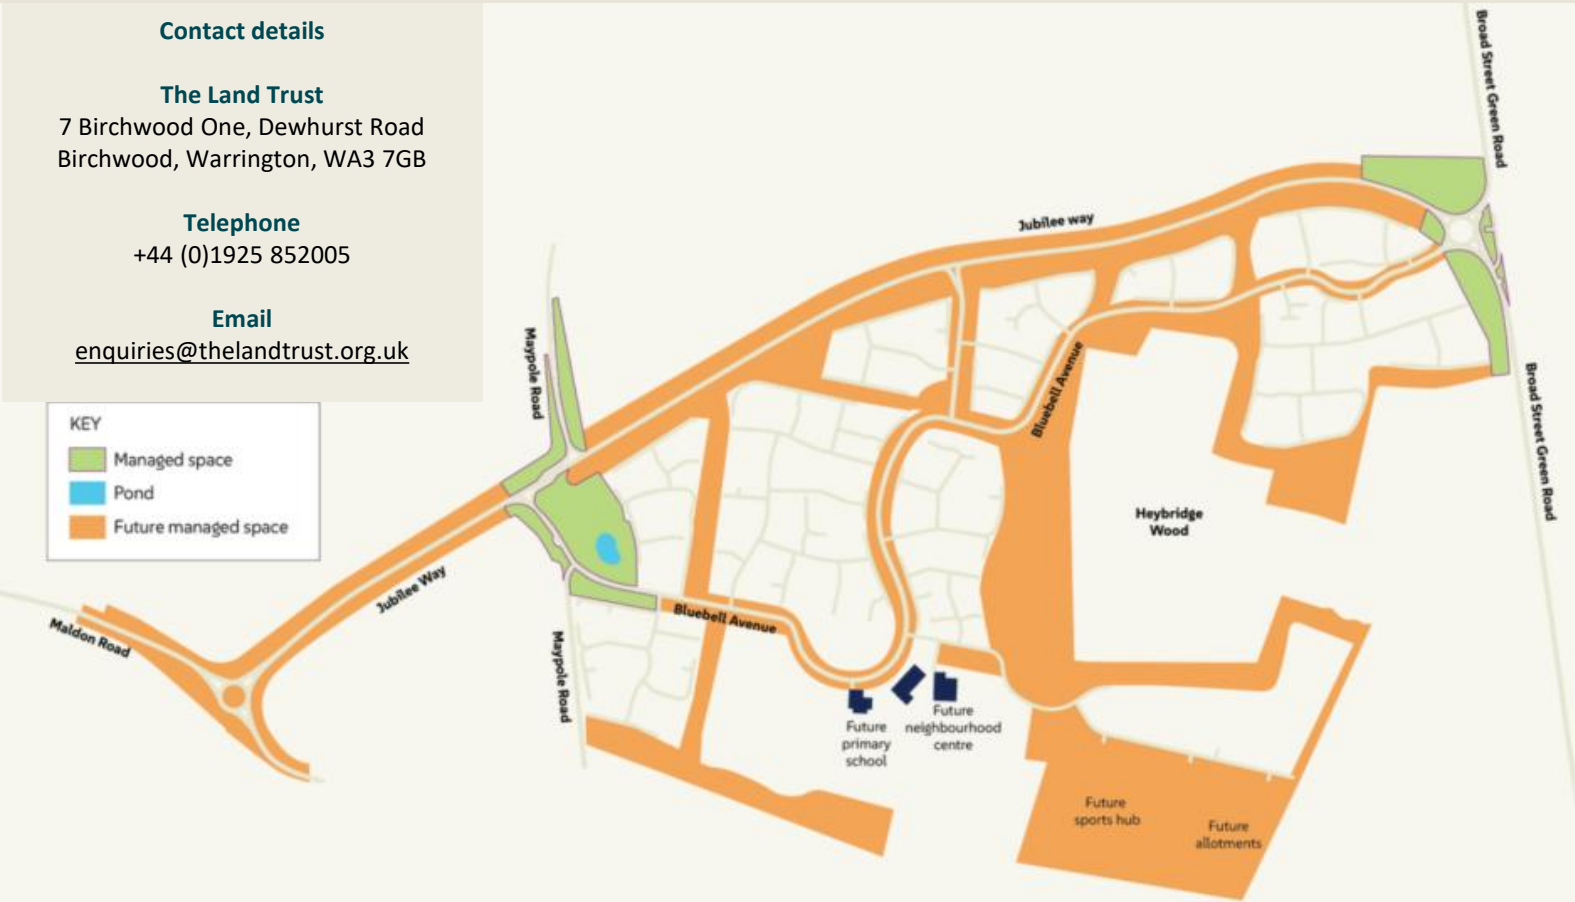 Contact details
The Land Trust
7 Birchwood One, Dewhurst Road
Birchwood, Warrington, WA3 7GB
Telephone
+44 (0)1925 852005
Email
enquiries@thelandtrust.org.uk
KEY
Managed space
Pond
Future managed space
Broad Street Green Road
Jubilee way
Maypole Road
Bluebell Avenue
Broad Street Green Road
Heybridge
Wood
Jubilee Way
Maldon Road
Bluebell Avenue
Maypole Road
Future
primary
school
Future
neighbourhood
centre
Future
sports hub
Future
allotments